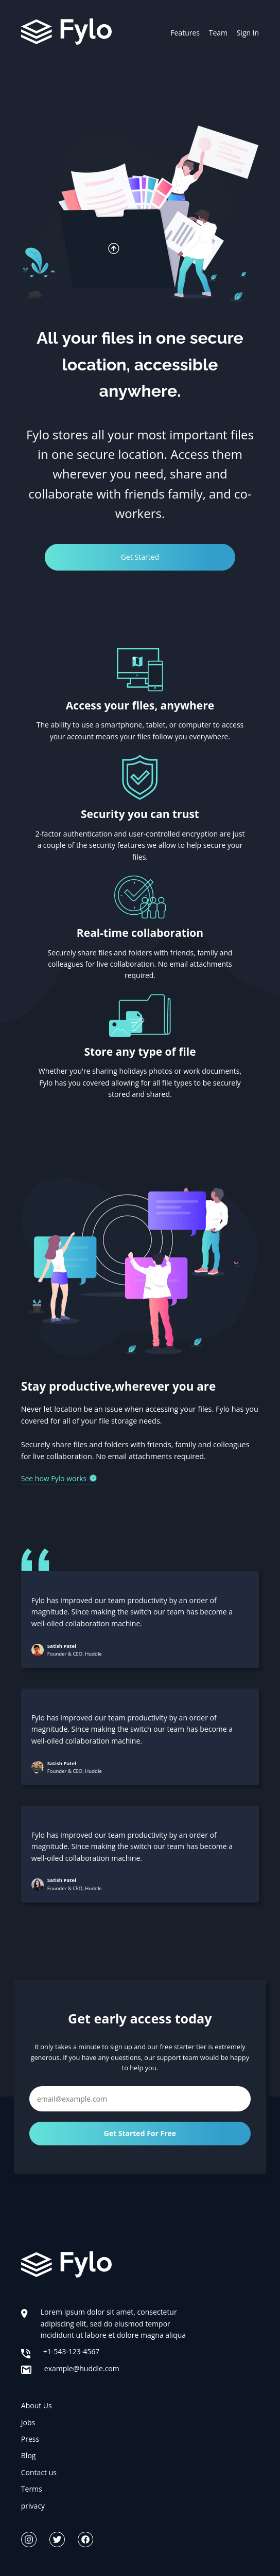 Fylo
Features Team Sign In
All your files in one secure
location, accessible
anywhere.
Fylo stores all your most important files
in one secure location. Access them
wherever you need, share and
collaborate with friends family, and co-
workers.
Get Started
Access your files, anywhere
The ability to use a smartphone, tablet, or computer to access
your account means your files follow you everywhere.
Security you can trust
2-factor authentication and user-controlled encryption are just
a couple of the security features we allow to help secure your
files.
Real-time collaboration
Securely share files and folders with friends, family and
colleagues for live collaboration. No email attachments
required.
Store any type of file
Whether you're sharing holidays photos or work documents,
Fylo has you covered allowing for all file types to be securely
stored and shared.
Stay productive,wherever you are
Never let location be an issue when accessing your files. Fylo has you
covered for all of your file storage needs.
Securely share files and folders with friends, family and colleagues
for live collaboration. No email attachments required.
See how Fylo works
Fylo has improved our team productivity by an order of
magnitude. Since making the switch our team has become a
well-oiled collaboration machine.
Satish Patel
Founder & CEO, Huddle
Fylo has improved our team productivity by an order of
magnitude. Since making the switch our team has become a
well-oiled collaboration machine.
Satish Patel
Founder & CEO, Huddle
Fylo has improved our team productivity by an order of
magnitude. Since making the switch our team has become a
well-oiled collaboration machine.
Satish Patel
Founder & CEO, Huddle
Get early access today
It only takes a minute to sign up and our free starter tier is extremely
generous. If you have any questions, our support team would be happy
to help you.
email@example.com
Get Started For Free
Fylo
Lorem ipsum dolor sit amet, consectetur
adipiscing elit, sed do eiusmod tempor
incididunt ut labore et dolore magna aliqua
+1-543-123-4567
example@huddle.com
About Us
Jobs
Press
Blog
Contact us
Terms
privacy